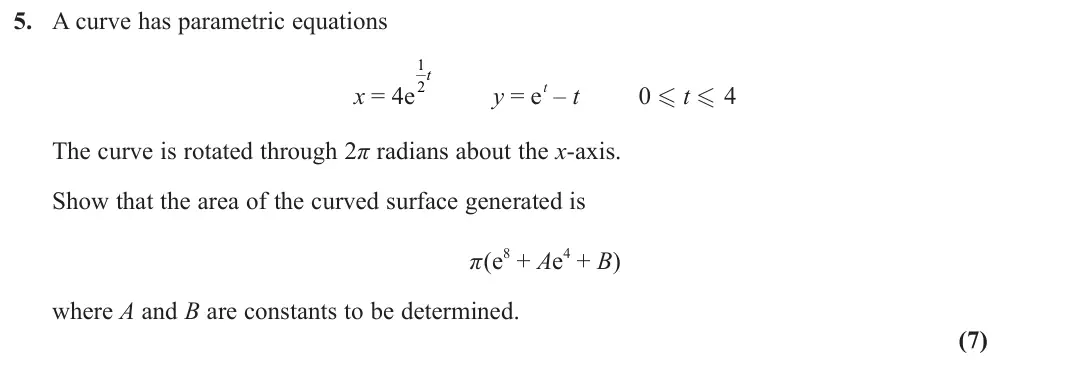 5. A curve has parametric equations
x = 4e^{\frac{1}{2}t} y = e^t – t 0 ⩽ t ⩽ 4
The curve is rotated through 2π radians about the x-axis.
Show that the area of the curved surface generated is
π(e^8 + Ae^4 + B)
where A and B are constants to be determined.
(7)